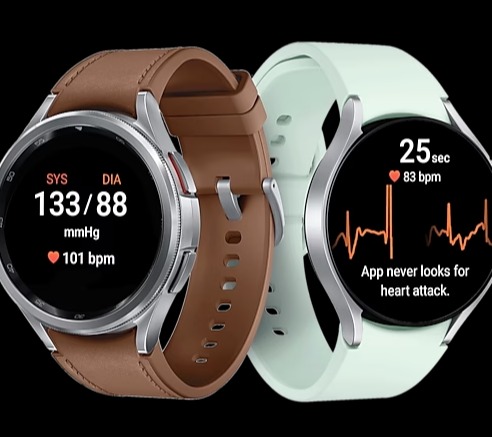 SYS DIA
133/88
mmHg
101 bpm
25sec
83 bpm
App never looks for
heart attack.